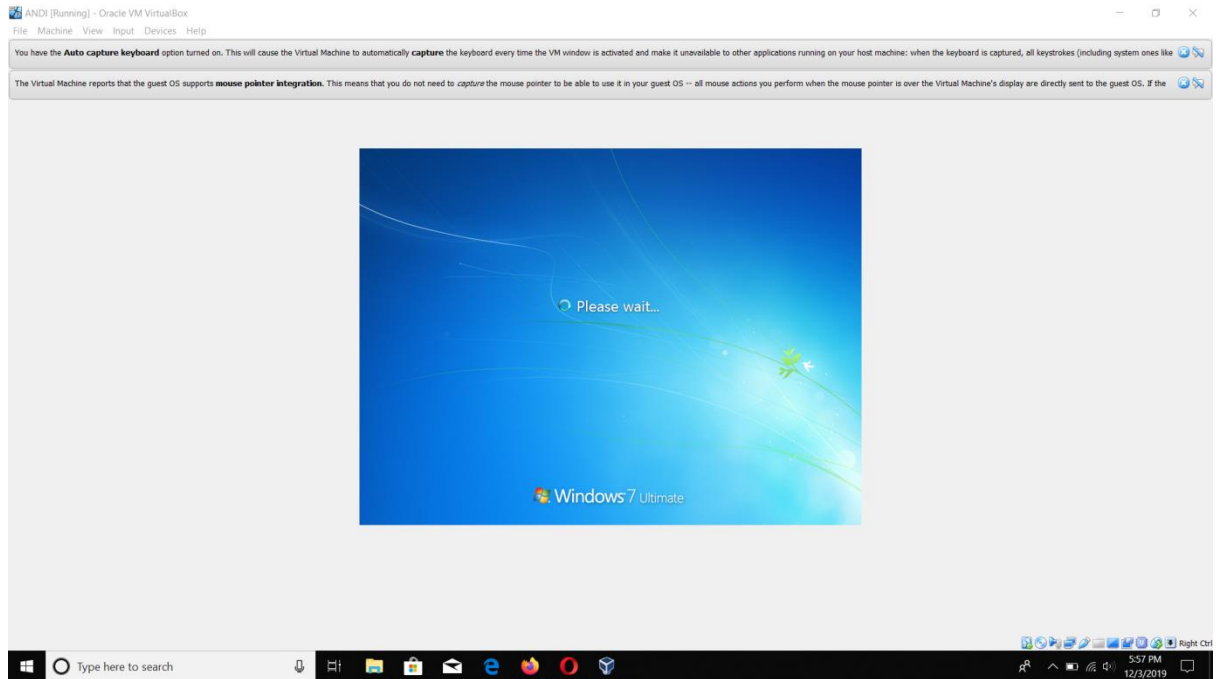 ANDI [Running] - Oracle VM VirtualBox
File Machine View Input Devices Help
You have the Auto capture keyboard option turned on. This will cause the Virtual Machine to automatically capture the keyboard every time the VM window is activated and make it unavailable to other applications running on your host machine: when the keyboard is captured, all keystrokes (including system ones like
The Virtual Machine reports that the guest OS supports mouse pointer integration. This means that you do not need to capture the mouse pointer to be able to use it in your guest OS -- all mouse actions you perform when the mouse pointer is over the Virtual Machine's display are directly sent to the guest OS. If the
Please wait...
Windows 7 Ultimate
Right Ctrl
Type here to search
5:57 PM
12/3/2019